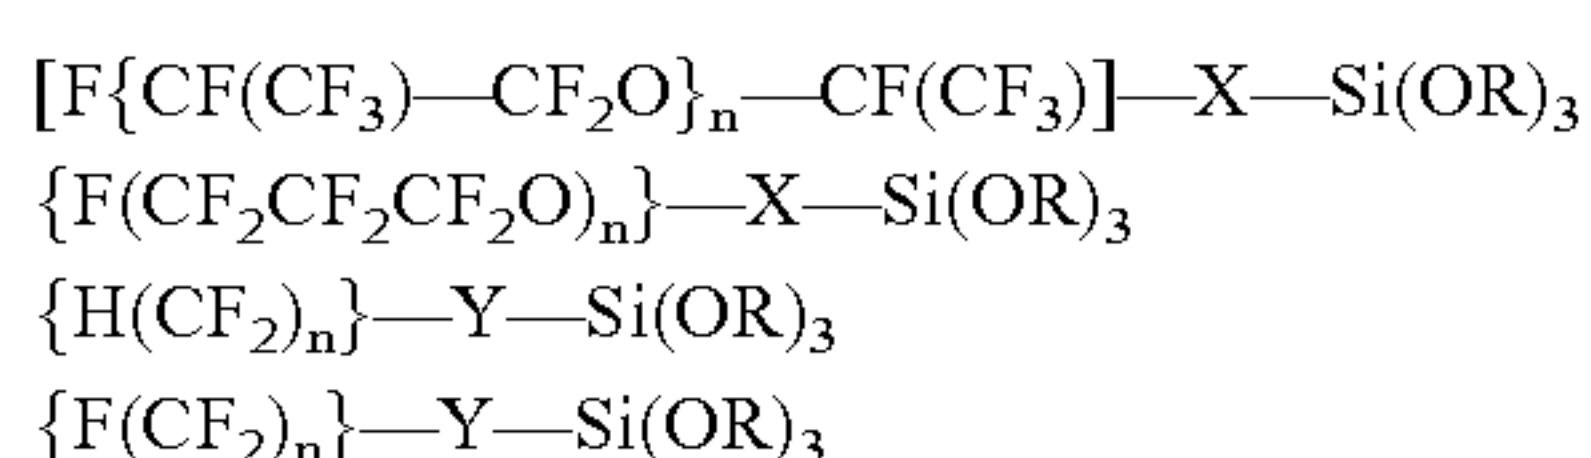 [F{CF(CF₃)—CF₂O}ₙ—CF(CF₃)]—X—Si(OR)₃
{F(CF₂CF₂CF₂O)ₙ}—X—Si(OR)₃
{H(CF₂)ₙ}—Y—Si(OR)₃
{F(CF₂)ₙ}—Y—Si(OR)₃